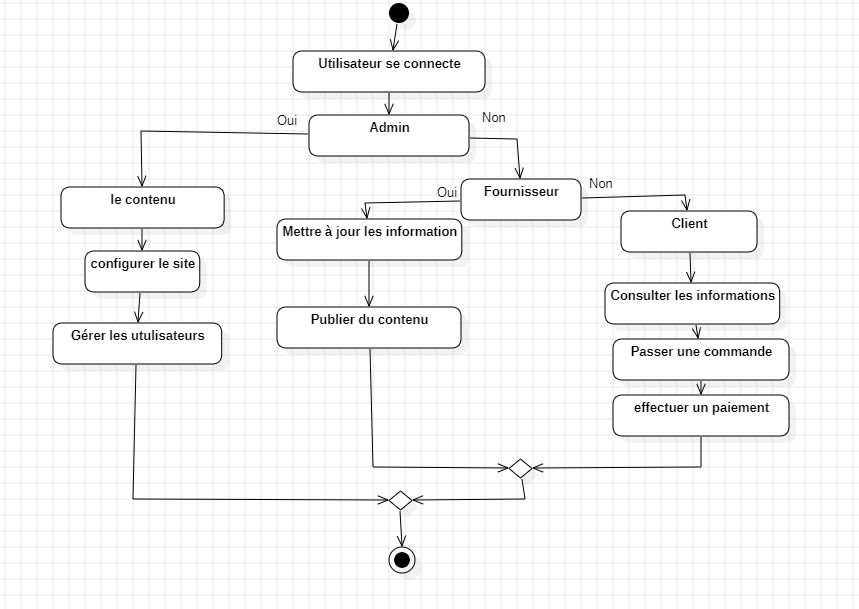 Utilisateur se connecte
Oui
Admin
Non
le contenu
Oui
Fournisseur
Non
Mettre à jour les information
Client
configurer le site
Consulter les informations
Gérer les utulisateurs
Publier du contenu
Passer une commande
effectuer un paiement